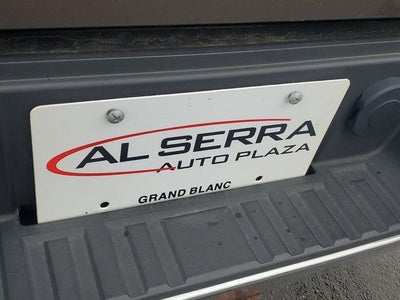 AL SERRA
AUTO PLAZA
GRAND BLANC